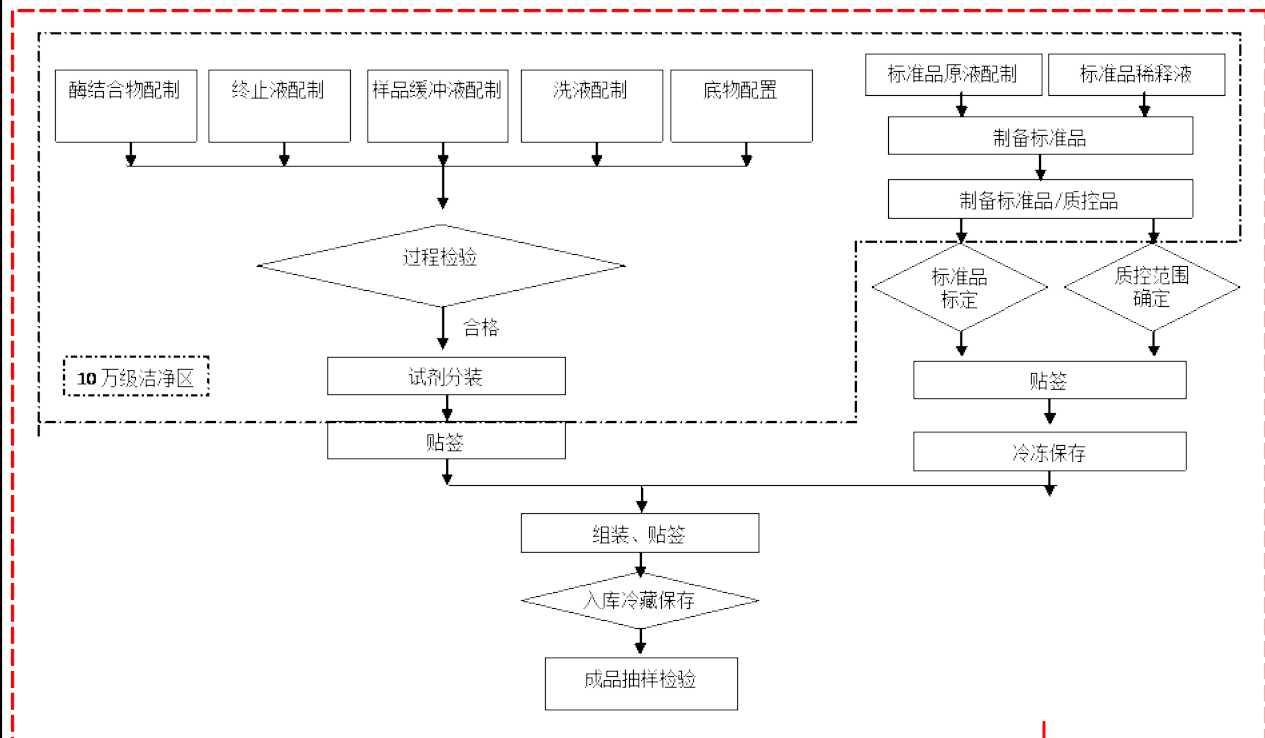 酶结合物配制
终止液配制
样品缓冲液配制
洗液配制
底物配置
标准品原液配制
标准品稀释液
制备标准品
制备标准品/质控品
过程检验
标准品
标定
质控范围
确定
合格
10 万级洁净区
试剂分装
贴签
贴签
冷冻保存
组装、贴签
入库冷藏保存
成品抽样检验